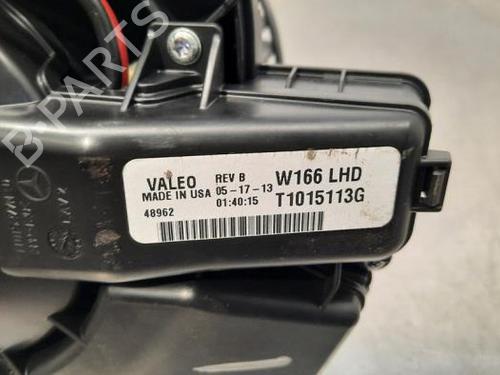 B-PARTS
VALEO REV B W166 LHD
MADE IN USA 05-17-13 T1015113G
48962 01:40:15